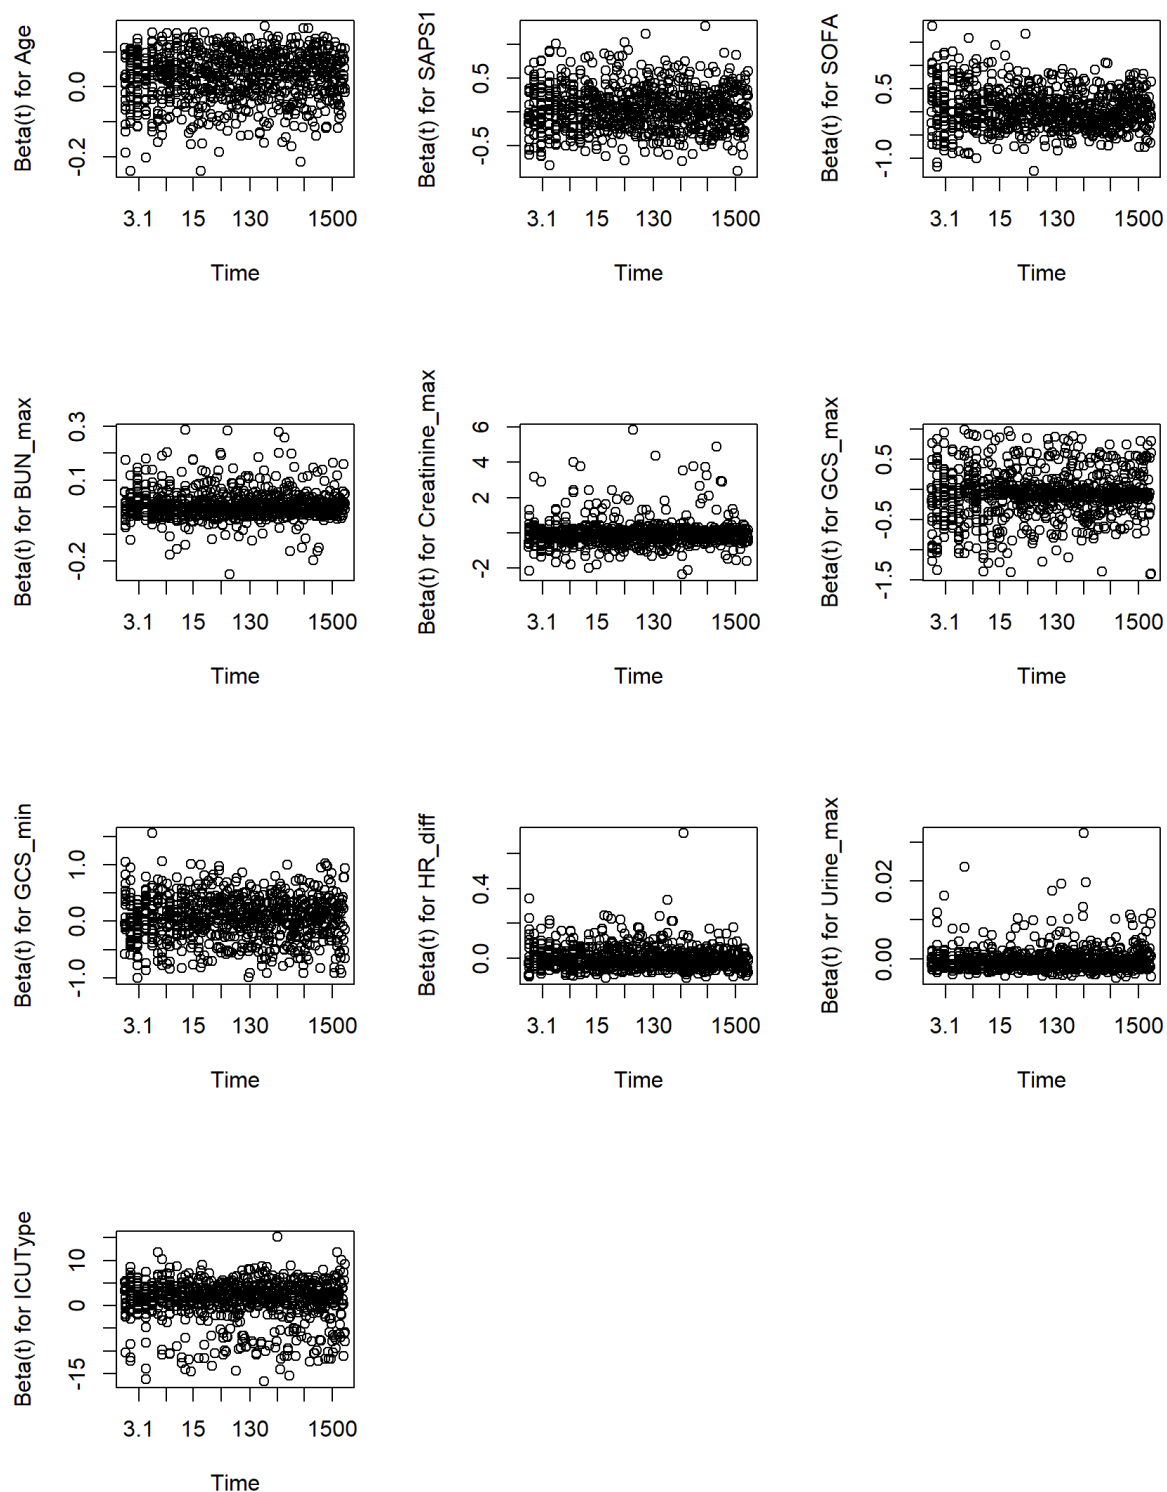 Beta(t) for Age
0.0
-0.2
3.1 15 130 1500
Time
Beta(t) for SAPS1
0.5
-0.5
3.1 15 130 1500
Time
Beta(t) for SOFA
0.5
-1.0
3.1 15 130 1500
Time
Beta(t) for BUN_max
0.3
0.1
-0.2
3.1 15 130 1500
Time
Beta(t) for Creatinine_max
6
4
2
-2
3.1 15 130 1500
Time
Beta(t) for GCS_max
0.5
-0.5
-1.5
3.1 15 130 1500
Time
Beta(t) for GCS_min
1.0
0.0
-1.0
3.1 15 130 1500
Time
Beta(t) for HR_diff
0.4
0.0
3.1 15 130 1500
Time
Beta(t) for Urine_max
0.02
0.00
3.1 15 130 1500
Time
Beta(t) for ICUType
10
0
-15
3.1 15 130 1500
Time